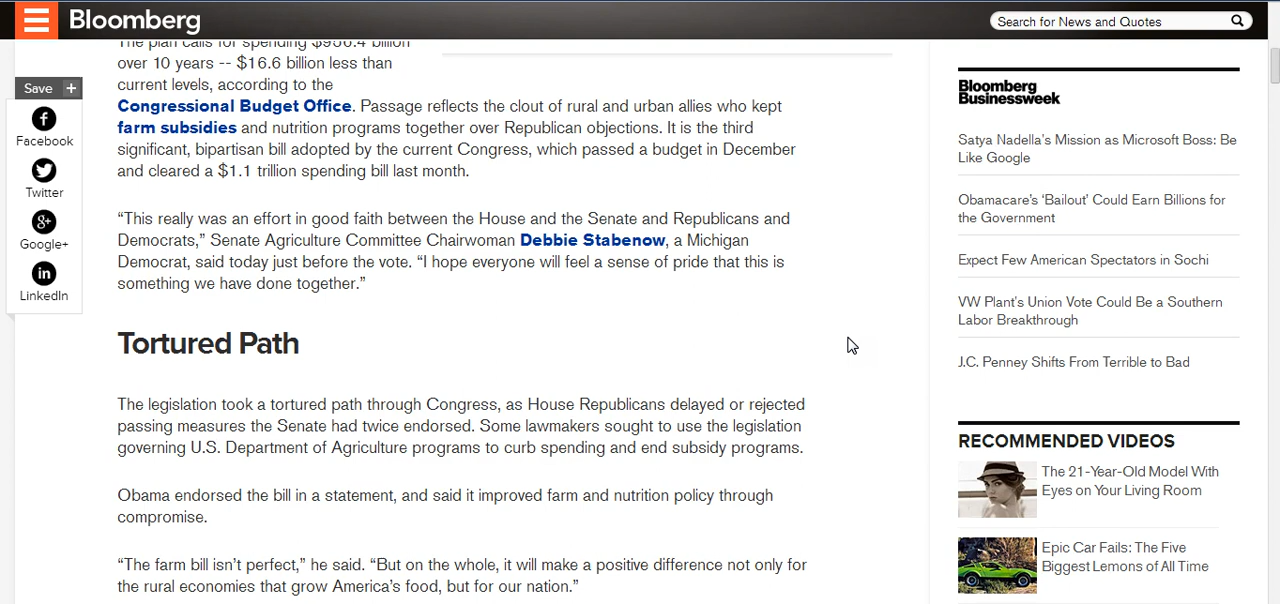 Bloomberg
Search for News and Quotes
The plan calls for spending $956.4 billion
over 10 years -- $16.6 billion less than
current levels, according to the
Congressional Budget Office. Passage reflects the clout of rural and urban allies who kept
farm subsidies and nutrition programs together over Republican objections. It is the third
significant, bipartisan bill adopted by the current Congress, which passed a budget in December
and cleared a $1.1 trillion spending bill last month.
“This really was an effort in good faith between the House and the Senate and Republicans and
Democrats,” Senate Agriculture Committee Chairwoman Debbie Stabenow, a Michigan
Democrat, said today just before the vote. “I hope everyone will feel a sense of pride that this is
something we have done together.”
Tortured Path
The legislation took a tortured path through Congress, as House Republicans delayed or rejected
passing measures the Senate had twice endorsed. Some lawmakers sought to use the legislation
governing U.S. Department of Agriculture programs to curb spending and end subsidy programs.
Obama endorsed the bill in a statement, and said it improved farm and nutrition policy through
compromise.
“The farm bill isn’t perfect,” he said. “But on the whole, it will make a positive difference not only for
the rural economies that grow America’s food, but for our nation.”
Save +
Facebook
Twitter
Google+
LinkedIn
Bloomberg
Businessweek
Satya Nadella’s Mission as Microsoft Boss: Be
Like Google
Obamacare’s ‘Bailout’ Could Earn Billions for
the Government
Expect Few American Spectators in Sochi
VW Plant’s Union Vote Could Be a Southern
Labor Breakthrough
J.C. Penney Shifts From Terrible to Bad
RECOMMENDED VIDEOS
The 21-Year-Old Model With
Eyes on Your Living Room
Epic Car Fails: The Five
Biggest Lemons of All Time